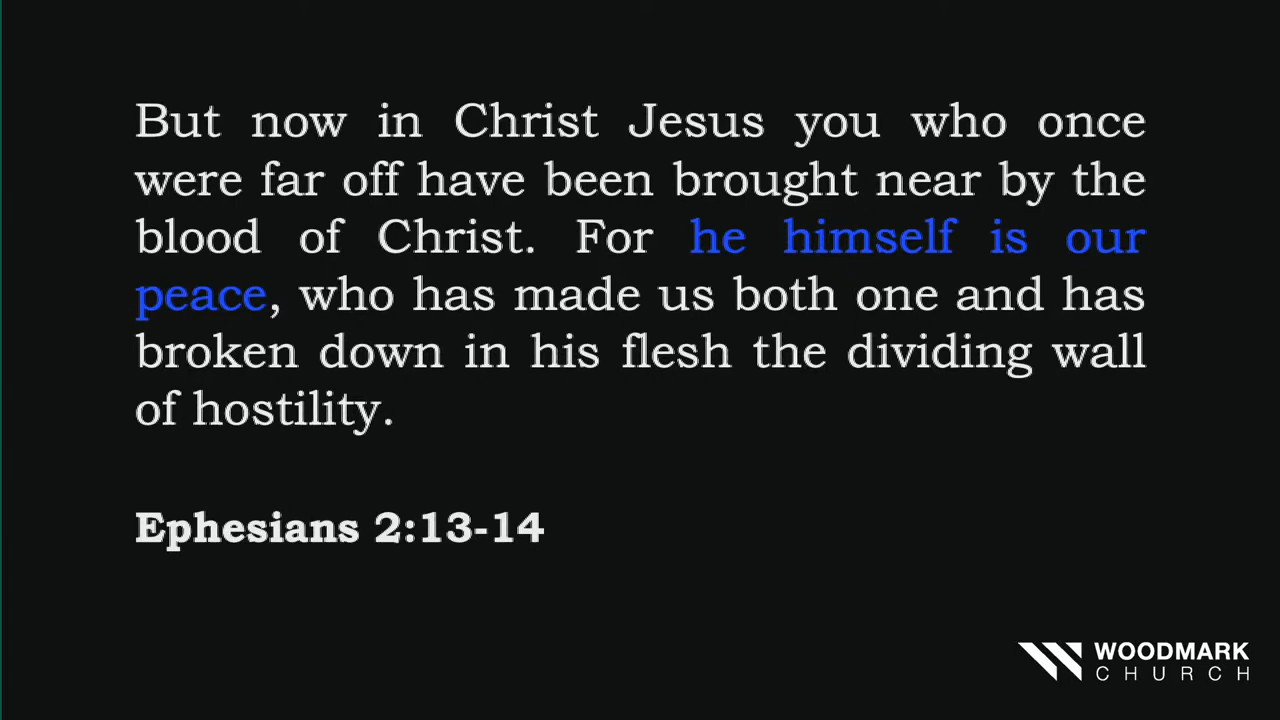 But now in Christ Jesus you who once
were far off have been brought near by the
blood of Christ. For he himself is our
peace, who has made us both one and has
broken down in his flesh the dividing wall
of hostility.
Ephesians 2:13-14
WOODMARK
CHURCH